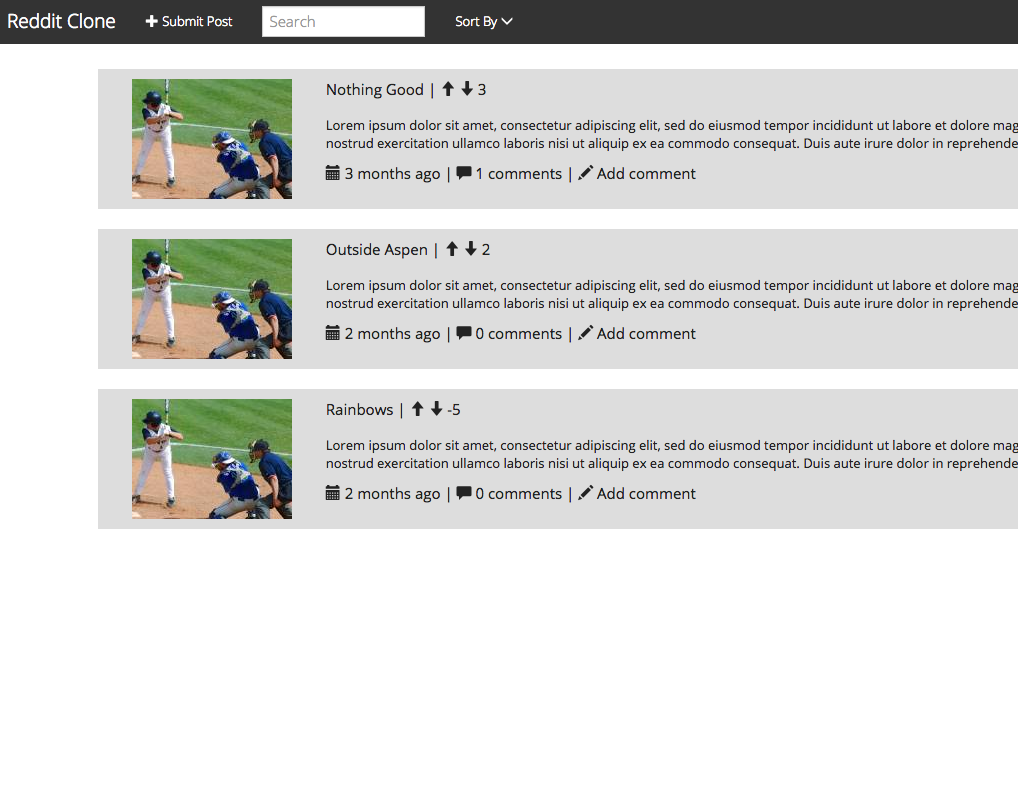 Reddit Clone Submit Post Search Sort By
Nothing Good | 3
Lorem ipsum dolor sit amet, consectetur adipiscing elit, sed do eiusmod tempor incididunt ut labore et dolore mag
nostrud exercitation ullamco laboris nisi ut aliquip ex ea commodo consequat. Duis aute irure dolor in reprehende
3 months ago | 1 comments | Add comment
Outside Aspen | 2
Lorem ipsum dolor sit amet, consectetur adipiscing elit, sed do eiusmod tempor incididunt ut labore et dolore mag
nostrud exercitation ullamco laboris nisi ut aliquip ex ea commodo consequat. Duis aute irure dolor in reprehende
2 months ago | 0 comments | Add comment
Rainbows | -5
Lorem ipsum dolor sit amet, consectetur adipiscing elit, sed do eiusmod tempor incididunt ut labore et dolore mag
nostrud exercitation ullamco laboris nisi ut aliquip ex ea commodo consequat. Duis aute irure dolor in reprehende
2 months ago | 0 comments | Add comment